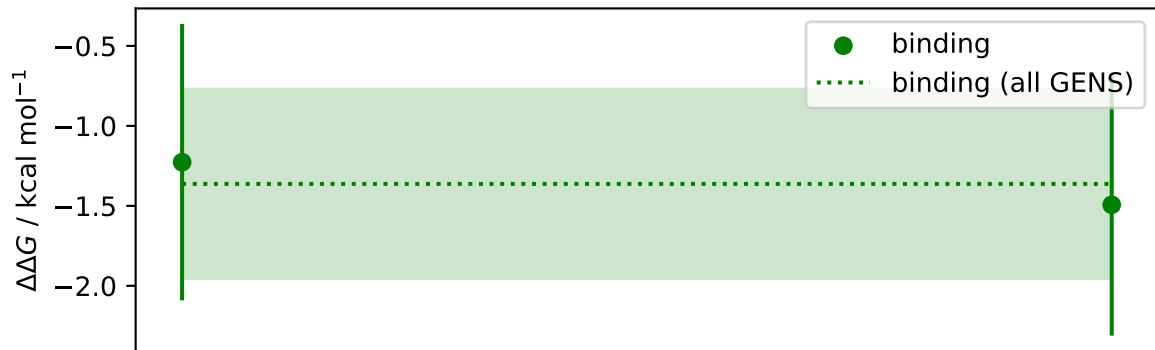 −0.5
−1.0
−1.5
−2.0
ΔΔG / kcal mol⁻¹
binding
binding (all GENS)